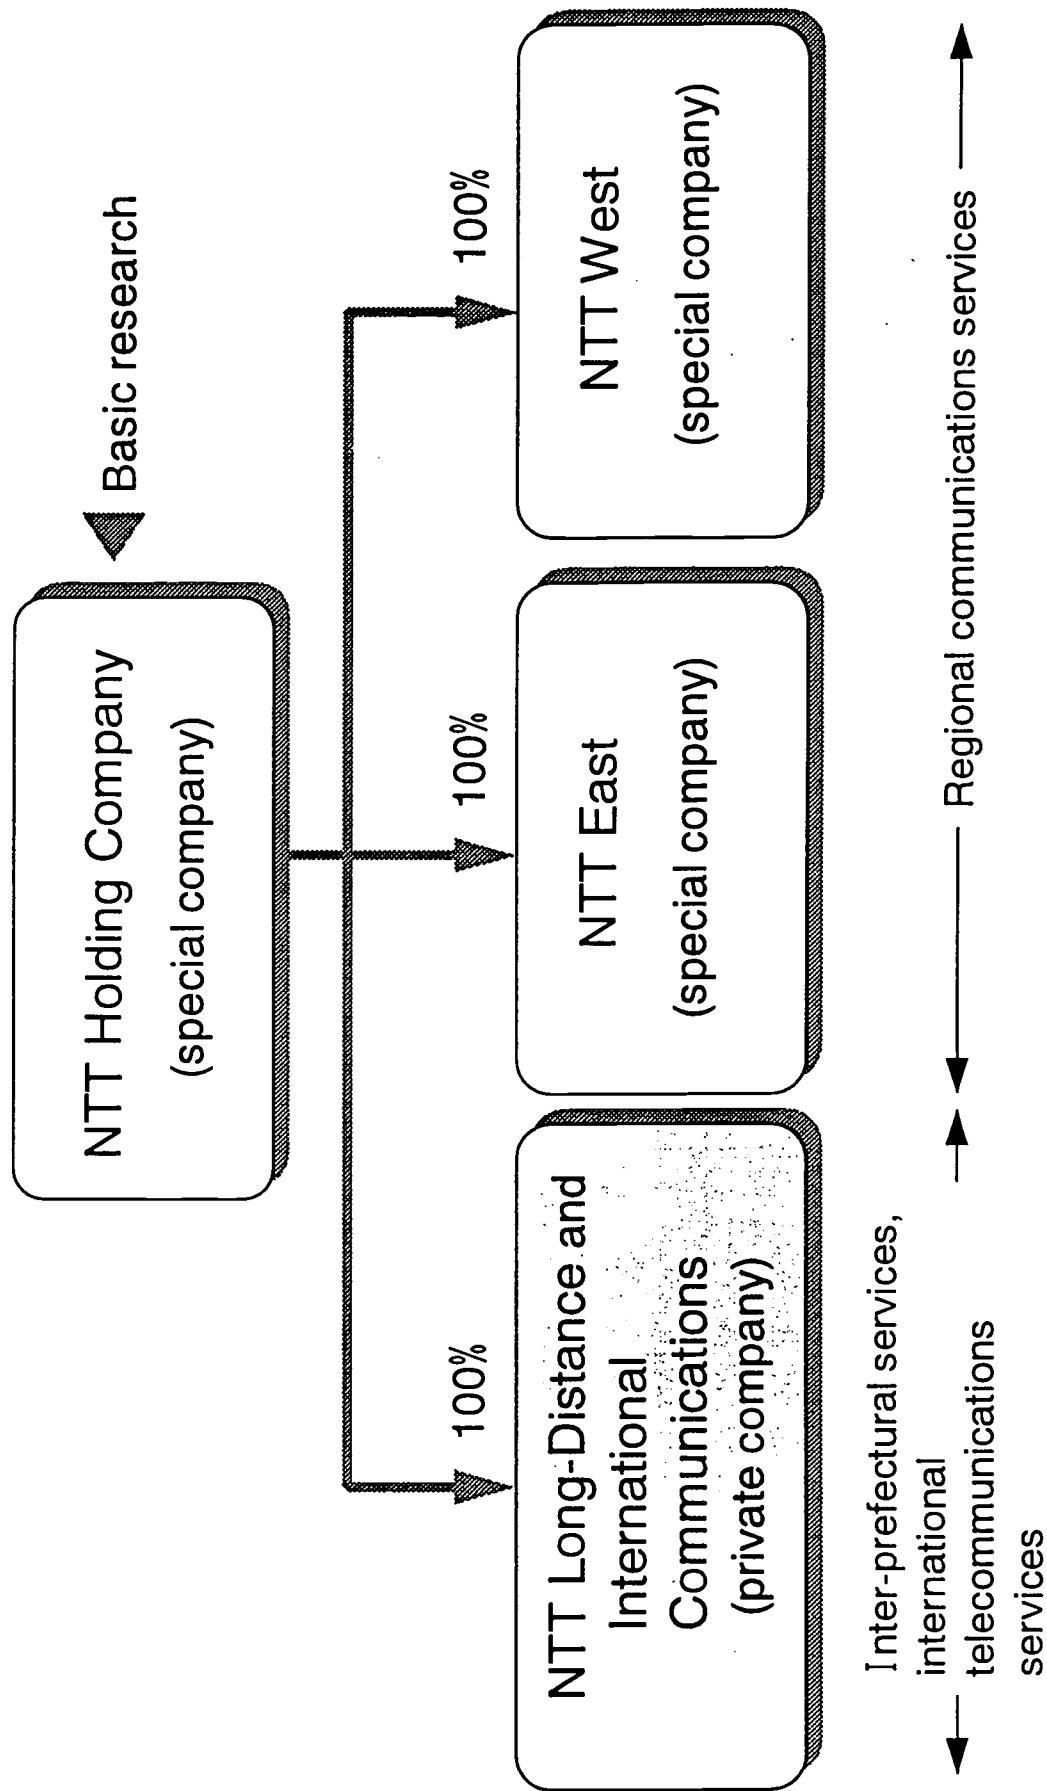 NTT Holding Company
(special company)
Basic research
100%
100%
100%
NTT Long-Distance and
International
Communications
(private company)
NTT East
(special company)
NTT West
(special company)
Inter-prefectural services,
international
telecommunications
services
Regional communications services